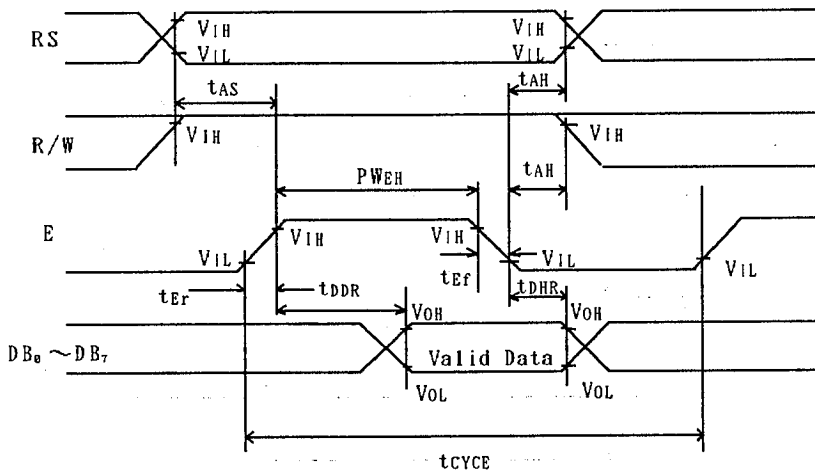 RS VIH VIL VIH VIL
tAS tAH
R/W VIH VIH
PWEH tAH
E VIL VIH VIH VIL VIL
tEr tDDR tEf tDHR
DB₀ ~DB₇ VOH VOH
Valid Data
VOL VOL
tCYCE